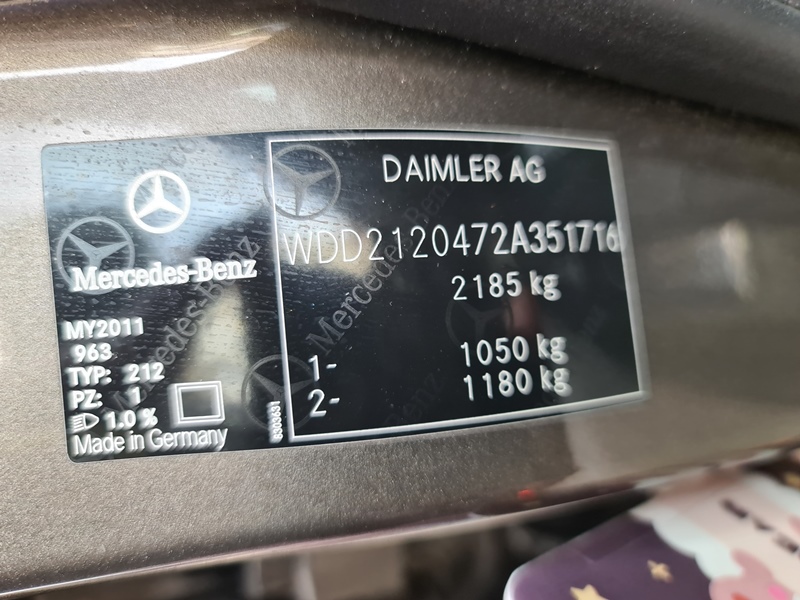 Mercedes-Benz
MY2011
963
TYP: 212
PZ: 1
1.0 %
Made in Germany
8303631
DAIMLER AG
WDD2120472A351716
2185 kg
1- 1050 kg
2- 1180 kg